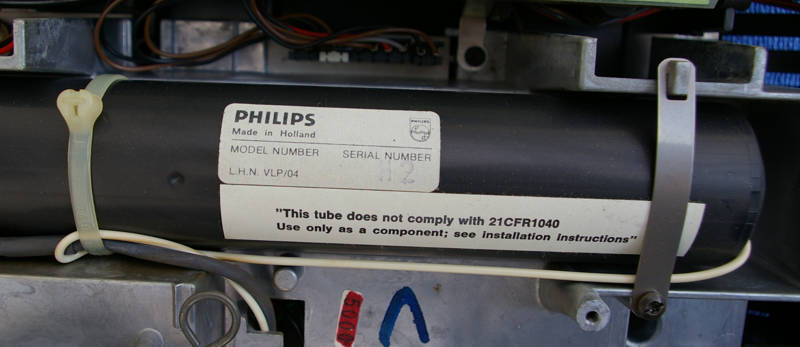 PHILIPS
Made in Holland
PHILIPS
MODEL NUMBER SERIAL NUMBER
L.H.N. VLP/04
"This tube does not comply with 21CFR1040
Use only as a component; see installation instructions"